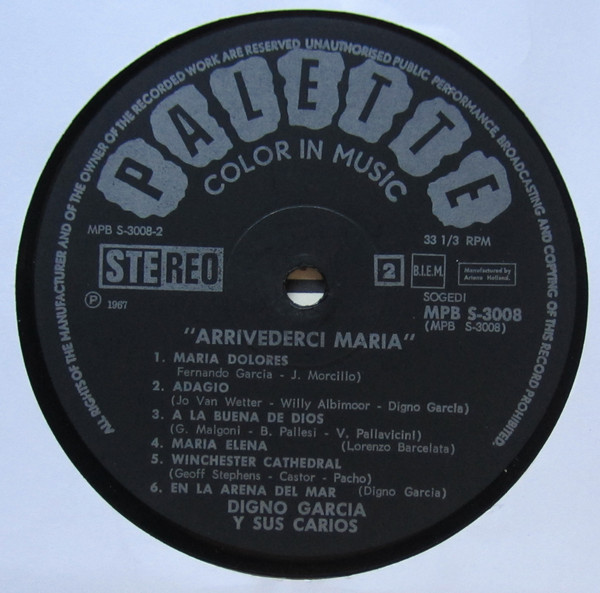 ALL RIGHTS OF THE MANUFACTURER AND OF THE OWNER OF THE RECORDED WORK ARE RESERVED. UNAUTHORISED PUBLIC PERFORMANCE, BROADCASTING AND COPYING OF THIS RECORD PROHIBITED.
PALETTE
COLOR IN MUSIC
MPB S-3008-2
33 1/3 RPM
STEREO
2
B.I.E.M.
Manufactured by
Artone Holland.
℗ 1967
SOGEDI
MPB S-3008
(MPB S-3008)
"ARRIVEDERCI MARIA"
1. MARIA DOLORES
Fernando Garcia - J. Morcillo)
2. ADAGIO
(Jo Van Wetter - Willy Albimoor - Digno Garcia)
3. A LA BUENA DE DIOS
(G. Malgoni - B. Pallesi - V. Pallavicini)
4. MARIA ELENA (Lorenzo Barcelata)
5. WINCHESTER CATHEDRAL
(Geoff Stephens - Castor - Pacho)
6. EN LA ARENA DEL MAR (Digno Garcia)
DIGNO GARCIA
Y SUS CARIOS